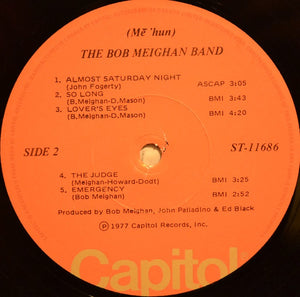 (Mē 'hun)
THE BOB MEIGHAN BAND
1. ALMOST SATURDAY NIGHT
(John Fogerty) ASCAP 3:05
2. SO LONG BMI 3:43
(B.Meighan-D.Mason)
3. LOVER'S EYES BMI 4:20
(B.Meighan-D.Mason)
SIDE 2 ST-11686
4. THE JUDGE BMI 3:25
(Meighan-Howard-Dodt)
5. EMERGENCY BMI 2:52
(Bob Meighan)
Produced by Bob Meighan, John Palladino & Ed Black
℗ 1977 Capitol Records, Inc.
Capitol